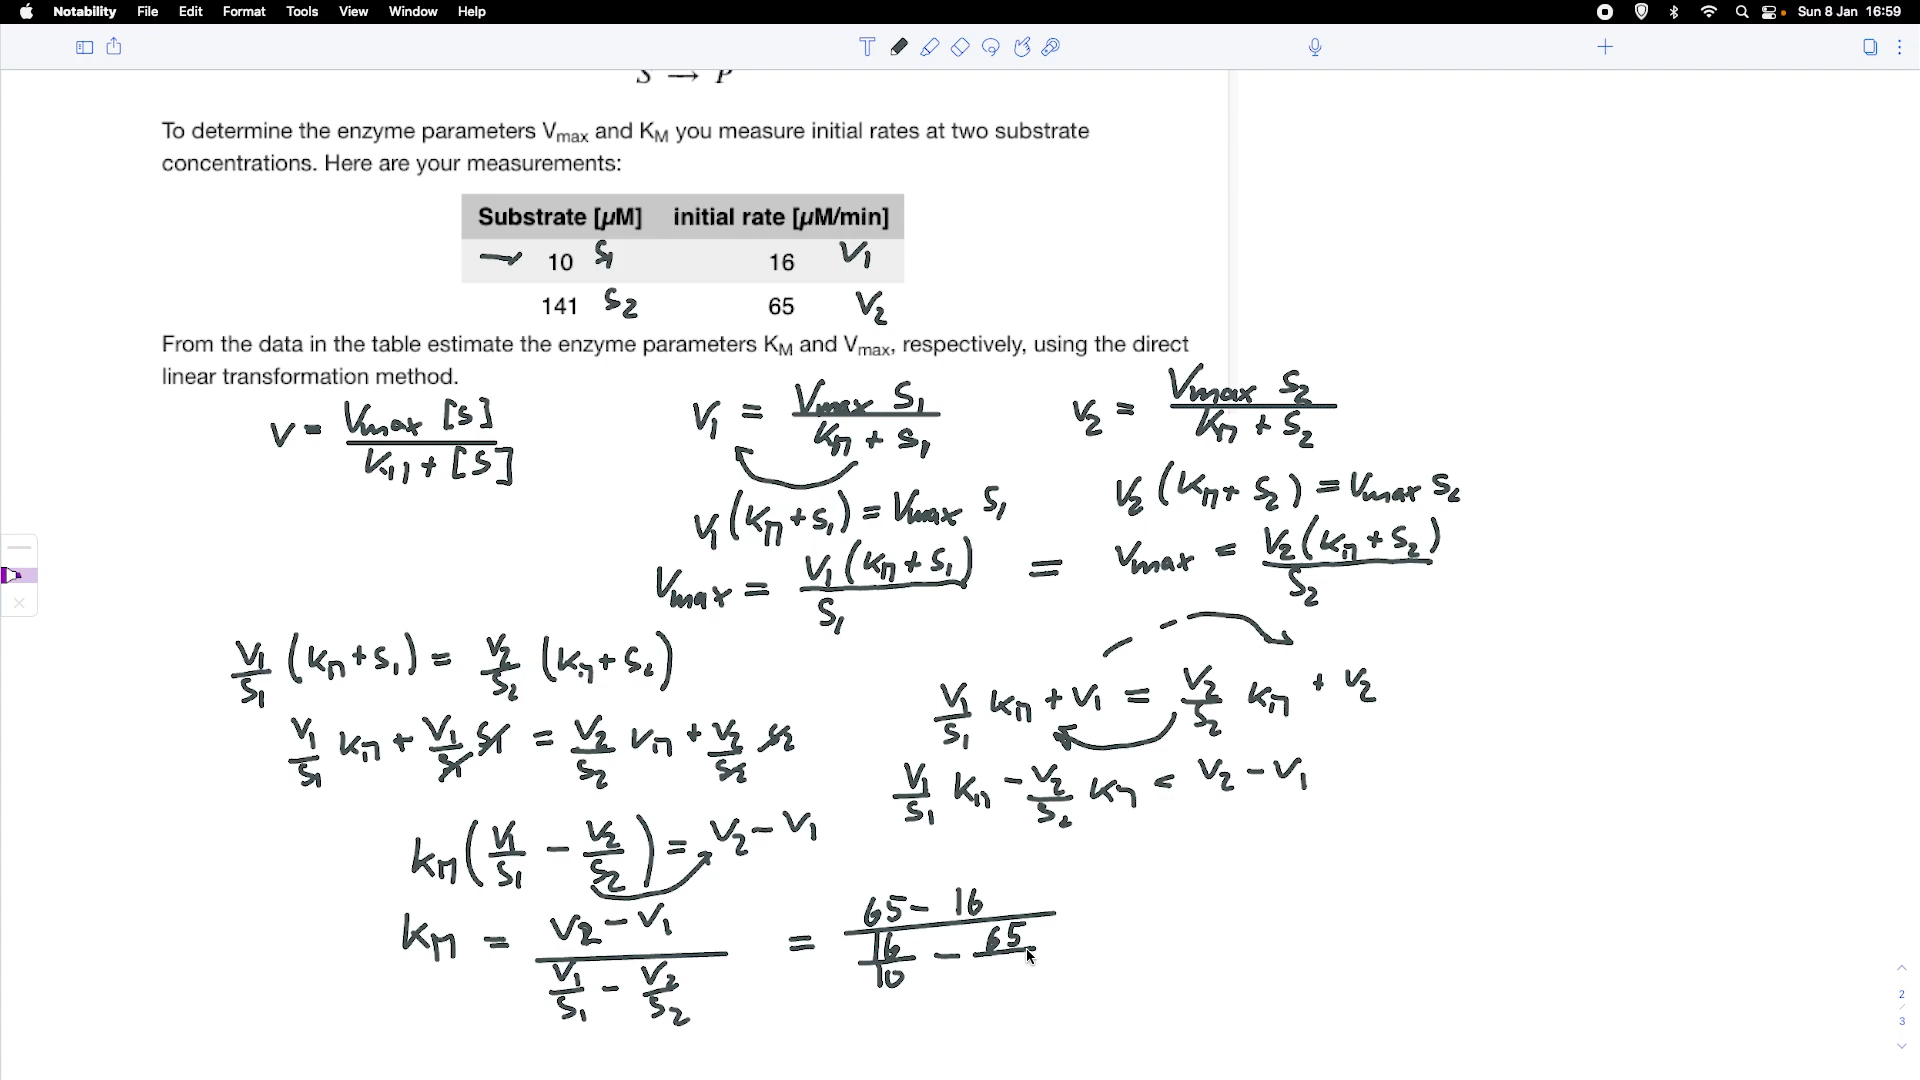 Notability File Edit Format Tools View Window Help Sun 8 Jan 16:59
S → P
To determine the enzyme parameters Vmax and KM you measure initial rates at two substrate
concentrations. Here are your measurements:
Substrate [µM] initial rate [µM/min]
→ 10 S1 16 V1
141 S2 65 V2
From the data in the table estimate the enzyme parameters KM and Vmax, respectively, using the direct
linear transformation method.
V = Vmax [S] / KM + [S]
V1 = Vmax S1 / KM + S1
V2 = Vmax S2 / KM + S2
V1 (KM + S1) = Vmax S1
V2 (KM + S2) = Vmax S2
Vmax = V1 (KM + S1) / S1 = Vmax = V2 (KM + S2) / S2
V1/S1 (KM + S1) = V2/S2 (KM + S2)
V1/S1 KM + V1/S1 S1 = V2/S2 KM + V2/S2 S2
V1/S1 KM + V1 = V2/S2 KM + V2
V1/S1 KM - V2/S2 KM = V2 - V1
KM (V1/S1 - V2/S2) = V2 - V1
KM = V2 - V1 / V1/S1 - V2/S2 = 65 - 16 / 16/10 - 65
2
/
3